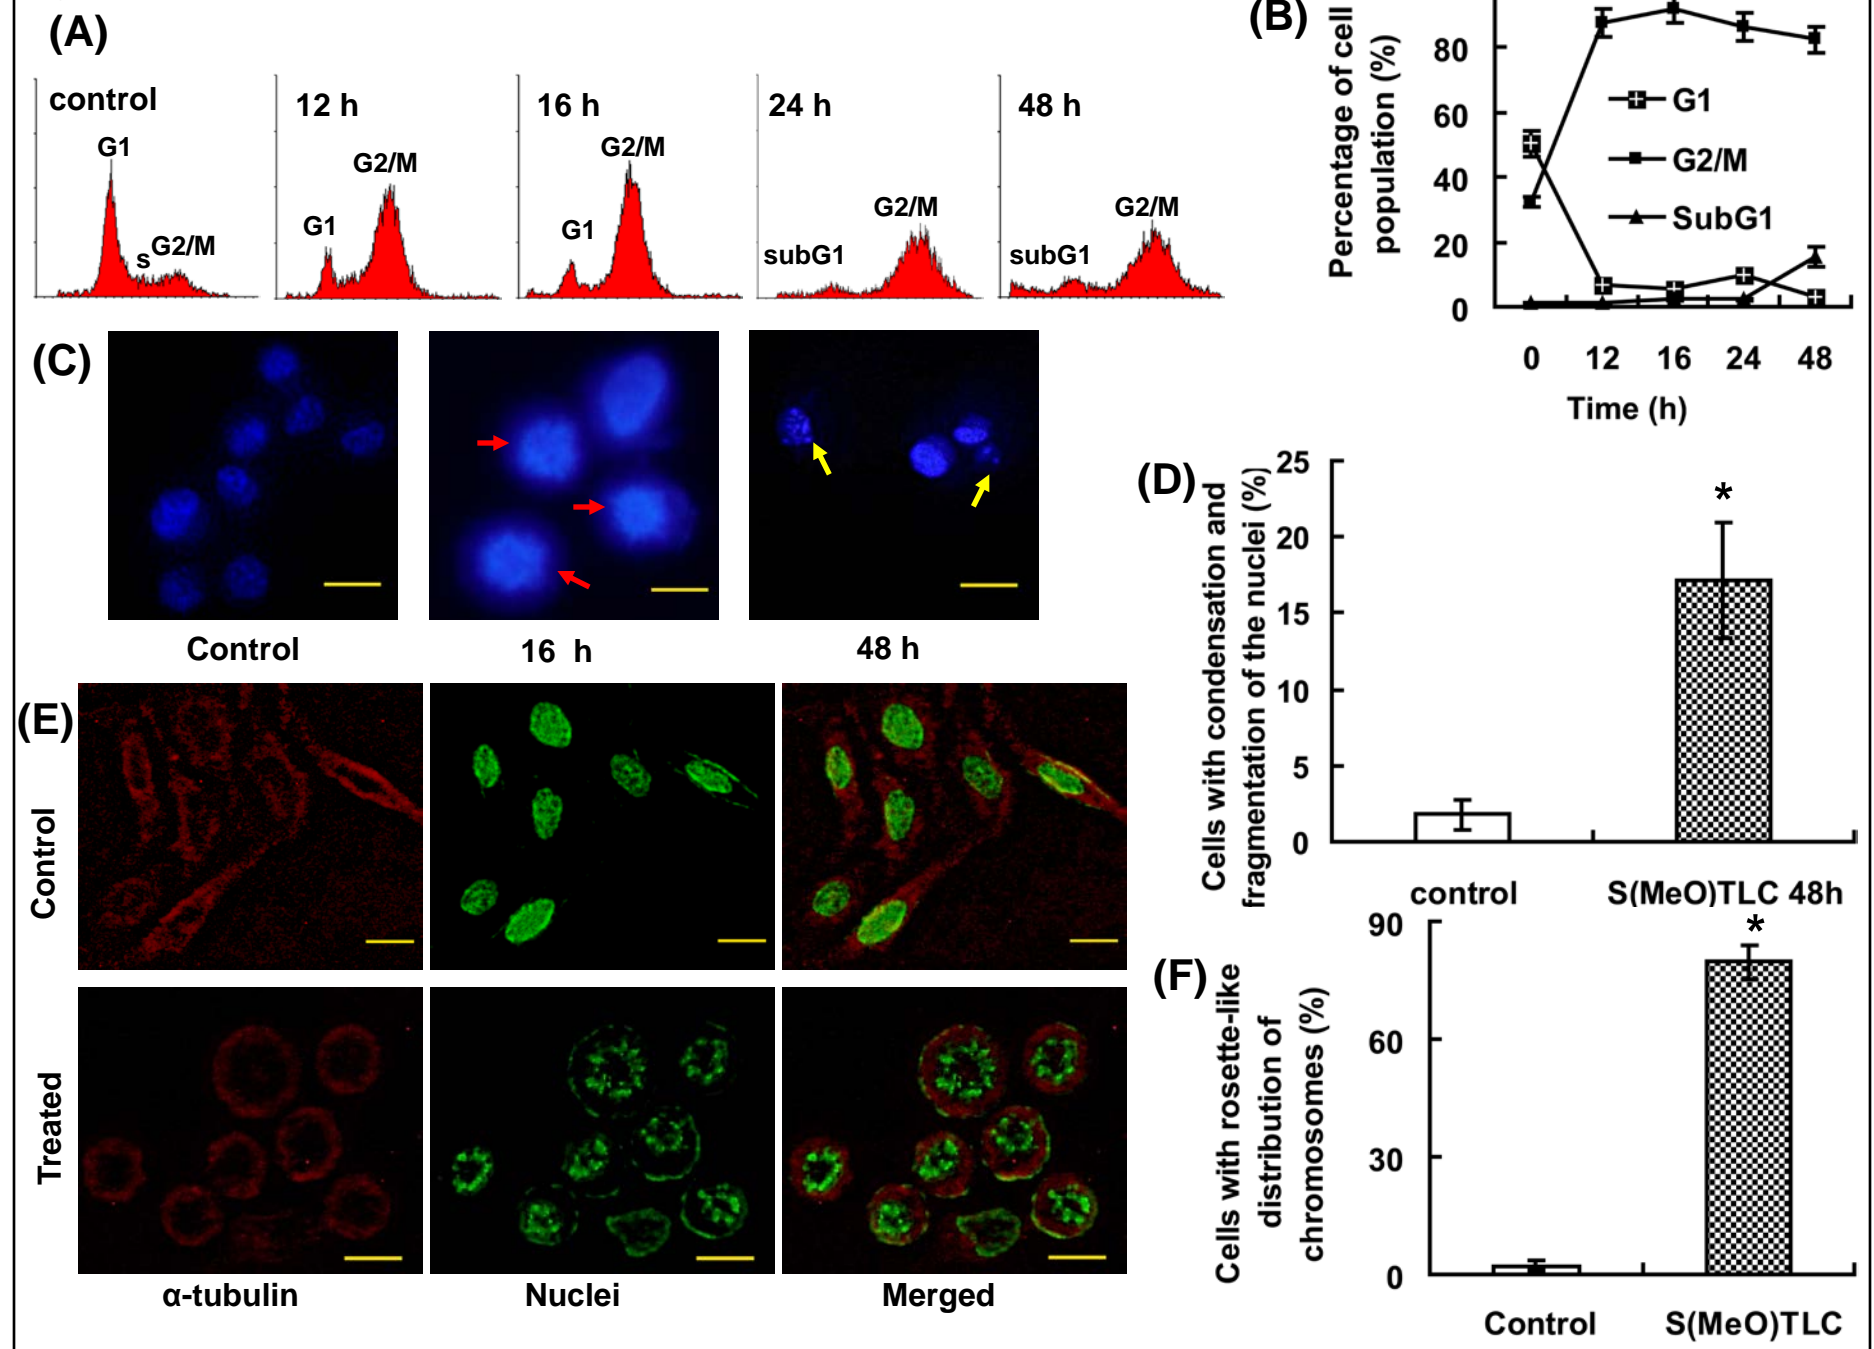 (A)
control
G1
s
G2/M
12 h
G1
G2/M
16 h
G1
G2/M
24 h
subG1
G2/M
48 h
subG1
G2/M
(B)
Percentage of cell
population (%)
80
60
40
20
0
G1
G2/M
SubG1
0 12 16 24 48
Time (h)
(C)
Control
16 h
48 h
(D)
Cells with condensation and
fragmentation of the nuclei (%)
25
20
15
10
5
0
*
control
S(MeO)TLC 48h
(E)
Control
Treated
α-tubulin
Nuclei
Merged
(F)
Cells with rosette-like
distribution of
chromosomes (%)
90
60
30
0
*
Control
S(MeO)TLC